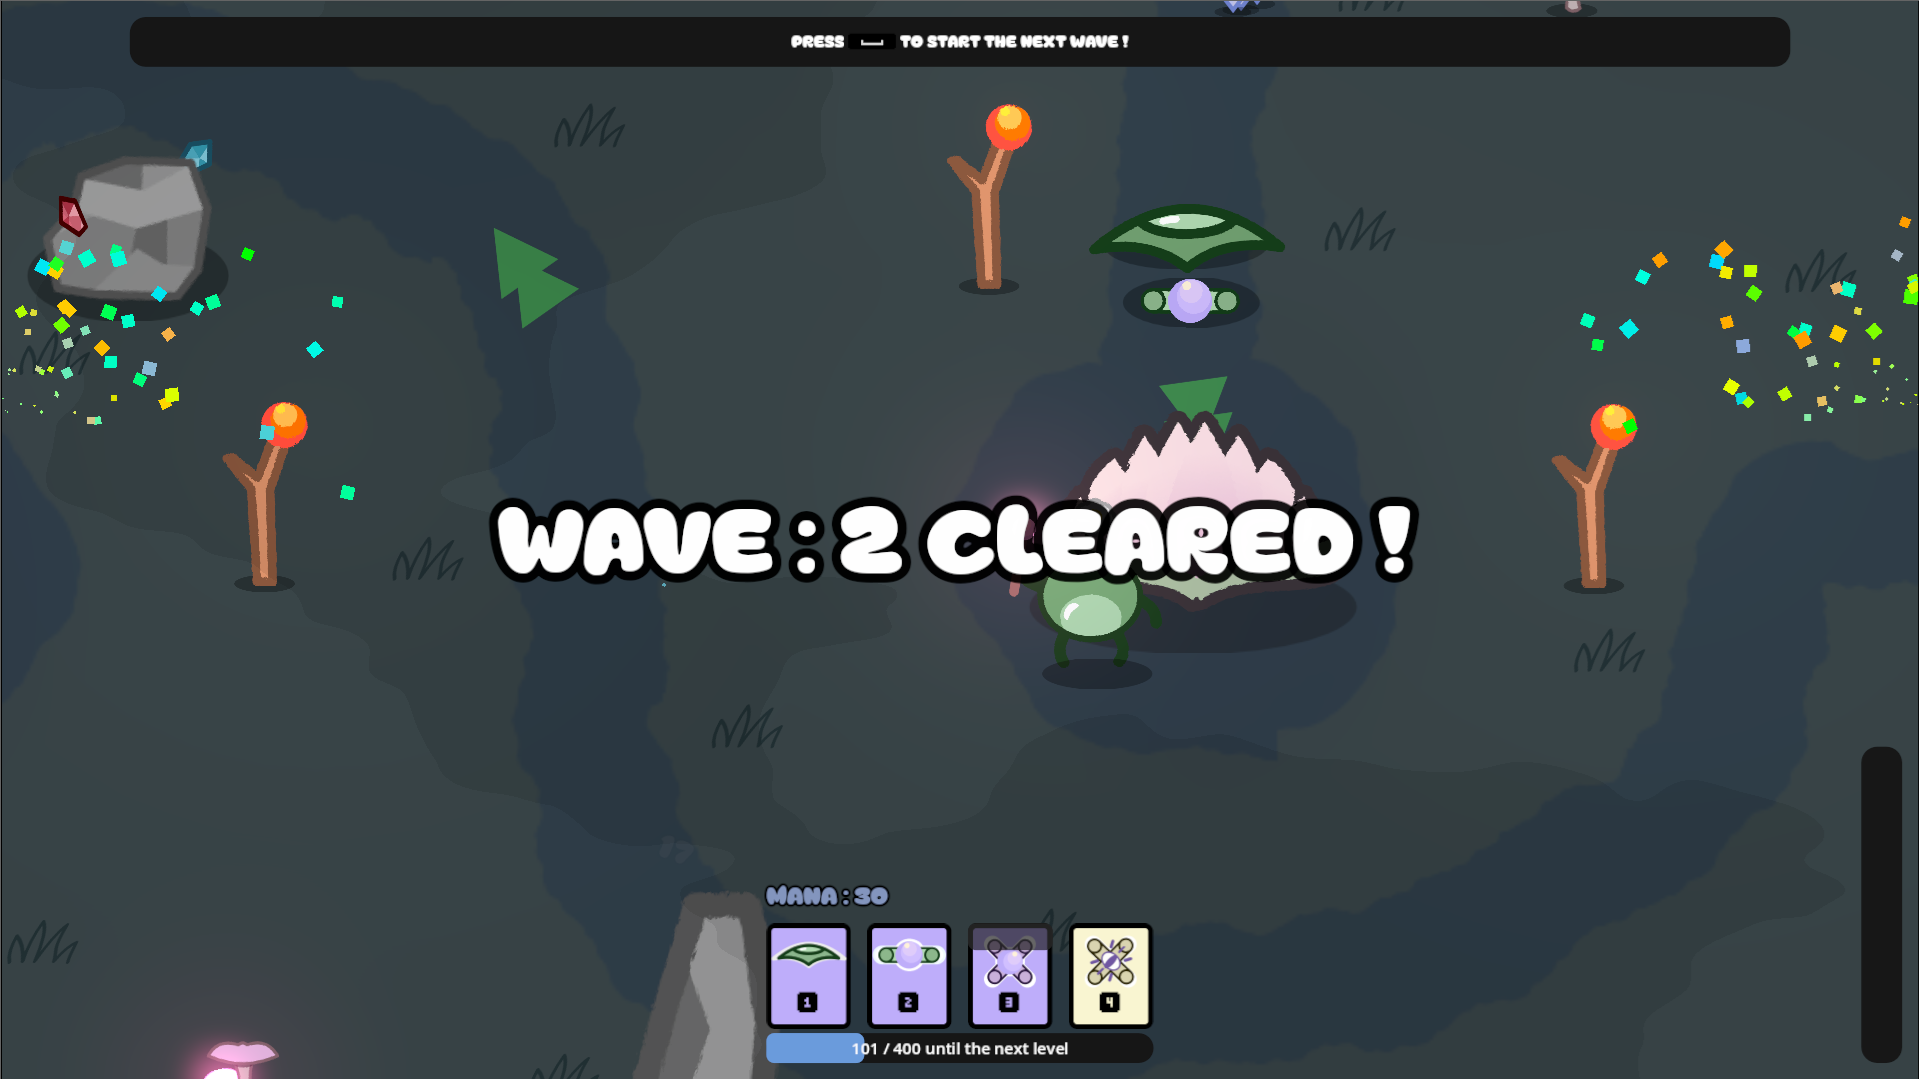 PRESS TO START THE NEXT WAVE !
WAVE : 2 CLEARED !
MANA : 30
1 2 3 4
101 / 400 until the next level